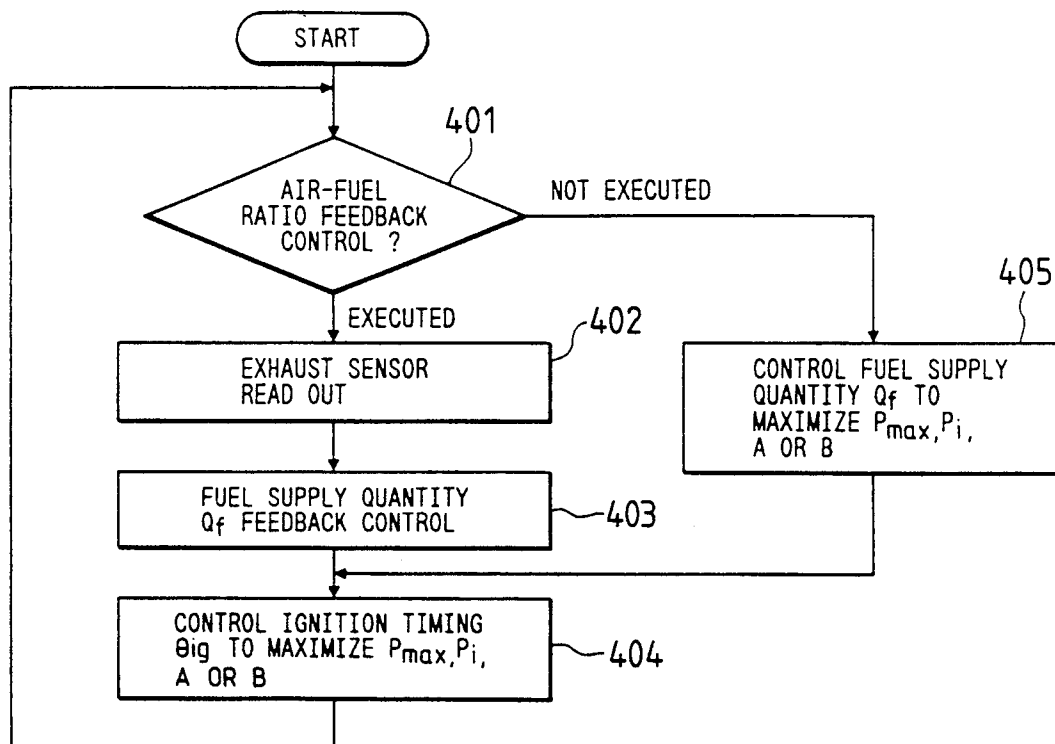 START
401
AIR-FUEL
RATIO FEEDBACK
CONTROL ?
NOT EXECUTED
EXECUTED
402
405
EXHAUST SENSOR
READ OUT
CONTROL FUEL SUPPLY
QUANTITY Qf TO
MAXIMIZE Pmax, Pi,
A OR B
FUEL SUPPLY QUANTITY
Qf FEEDBACK CONTROL
403
CONTROL IGNITION TIMING
θig TO MAXIMIZE Pmax, Pi,
A OR B
404